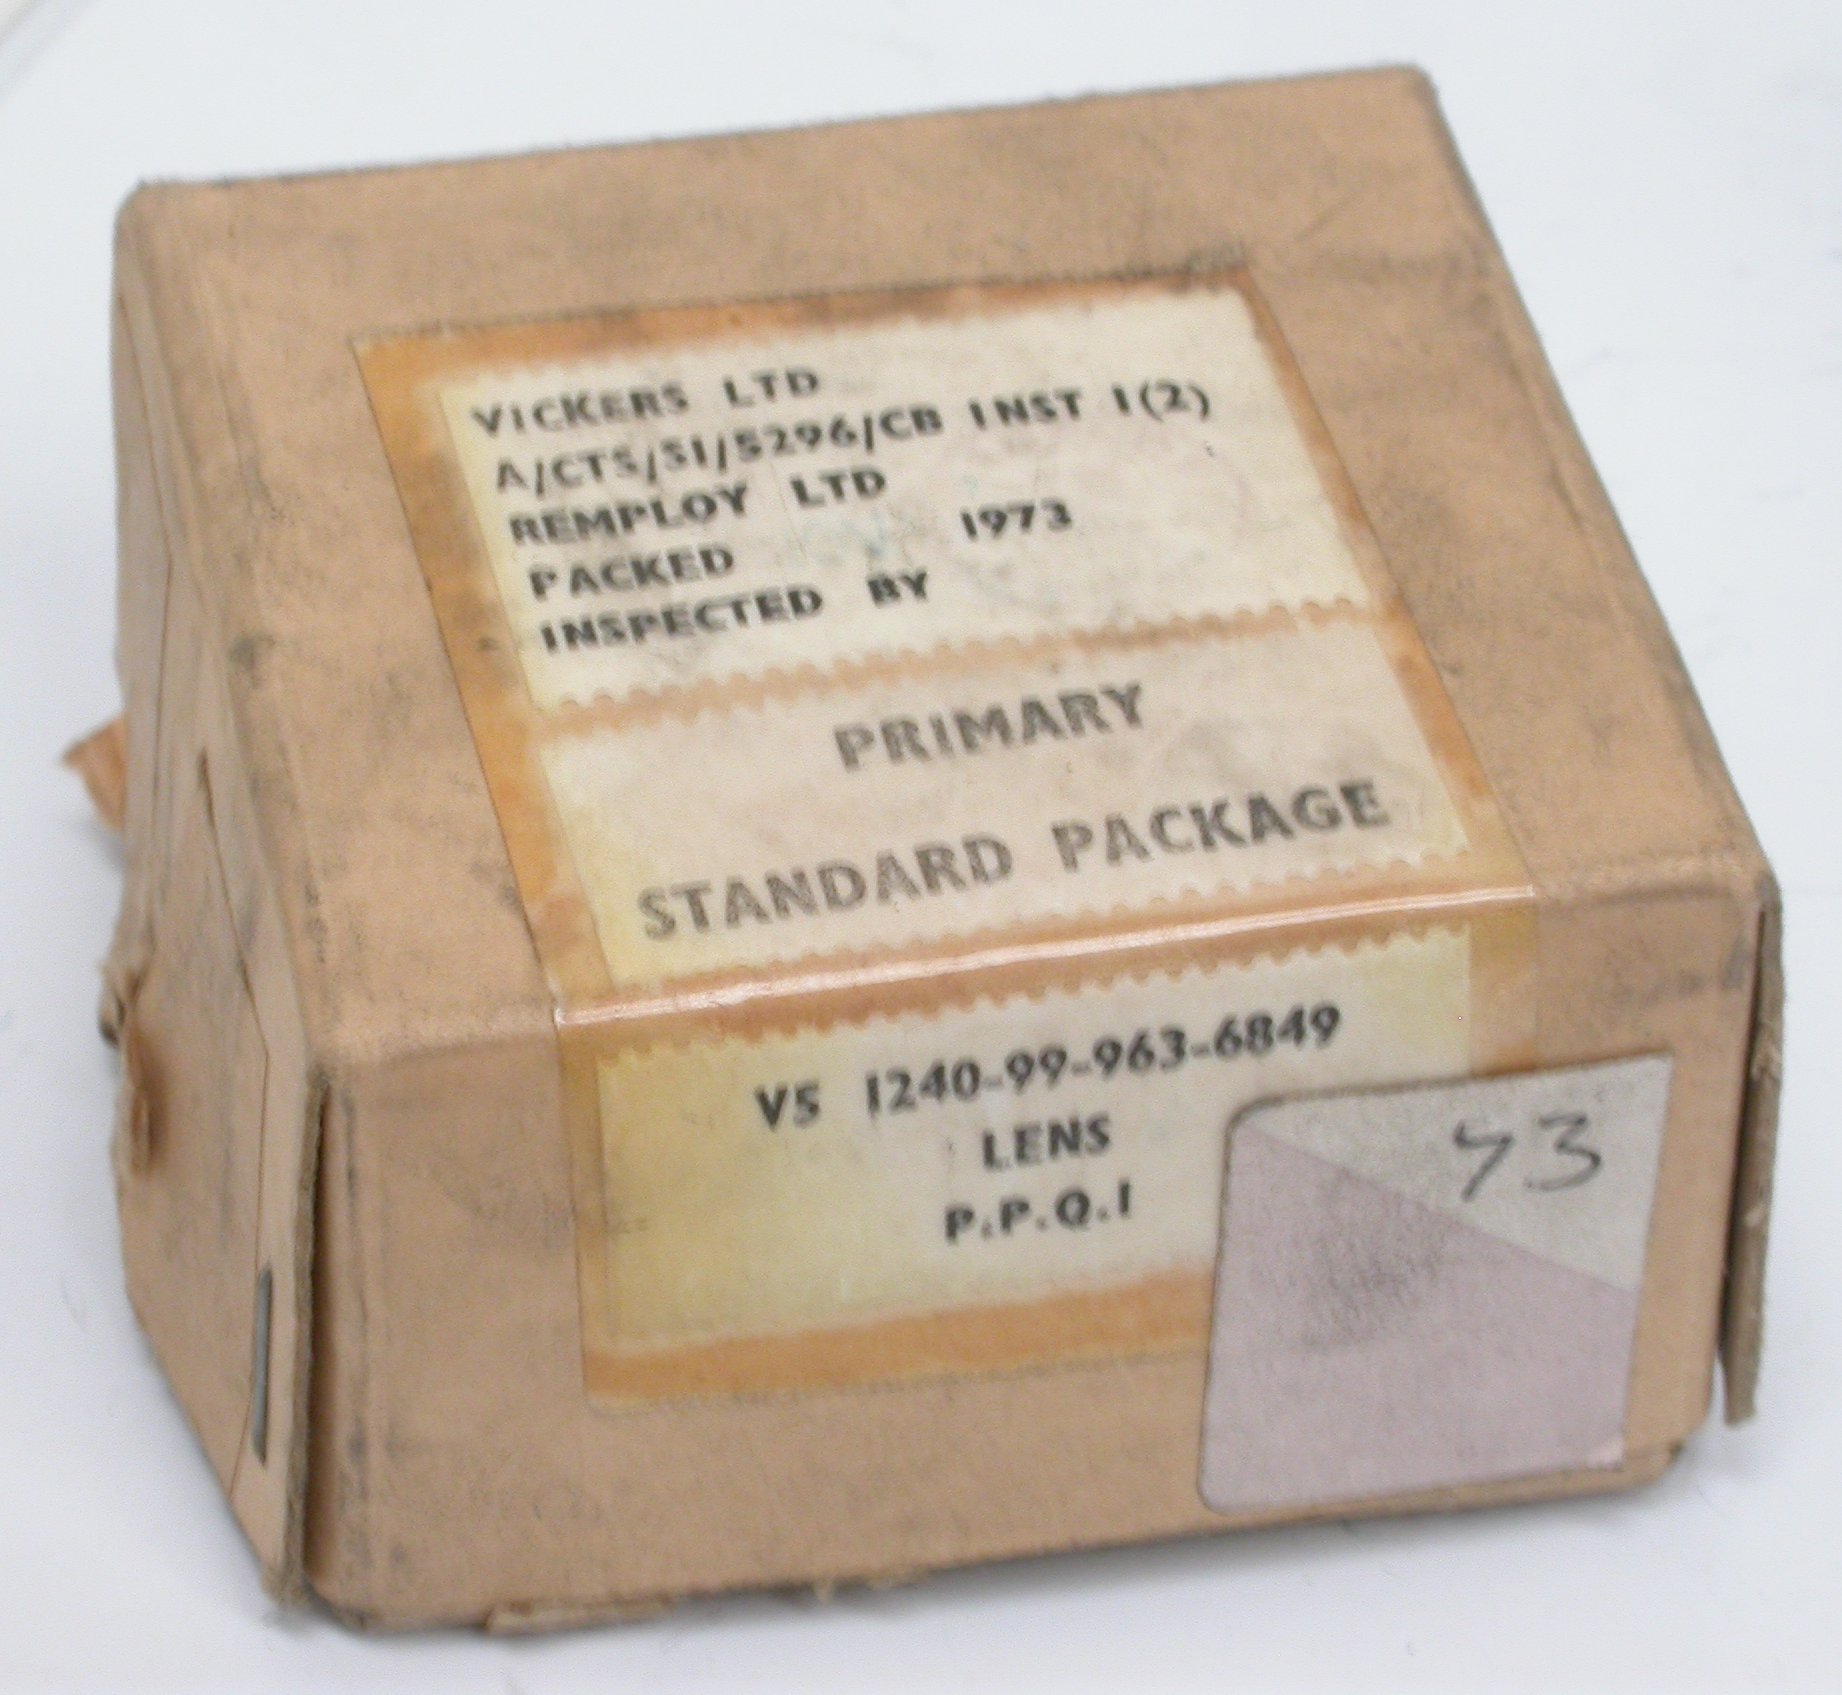 VICKERS LTD
A/CTS/SI/5296/CB INST 1(2)
REMPLOY LTD
PACKED 1973
INSPECTED BY
PRIMARY
STANDARD PACKAGE
V5 1240-99-963-6849
LENS
P.P.Q.1
43